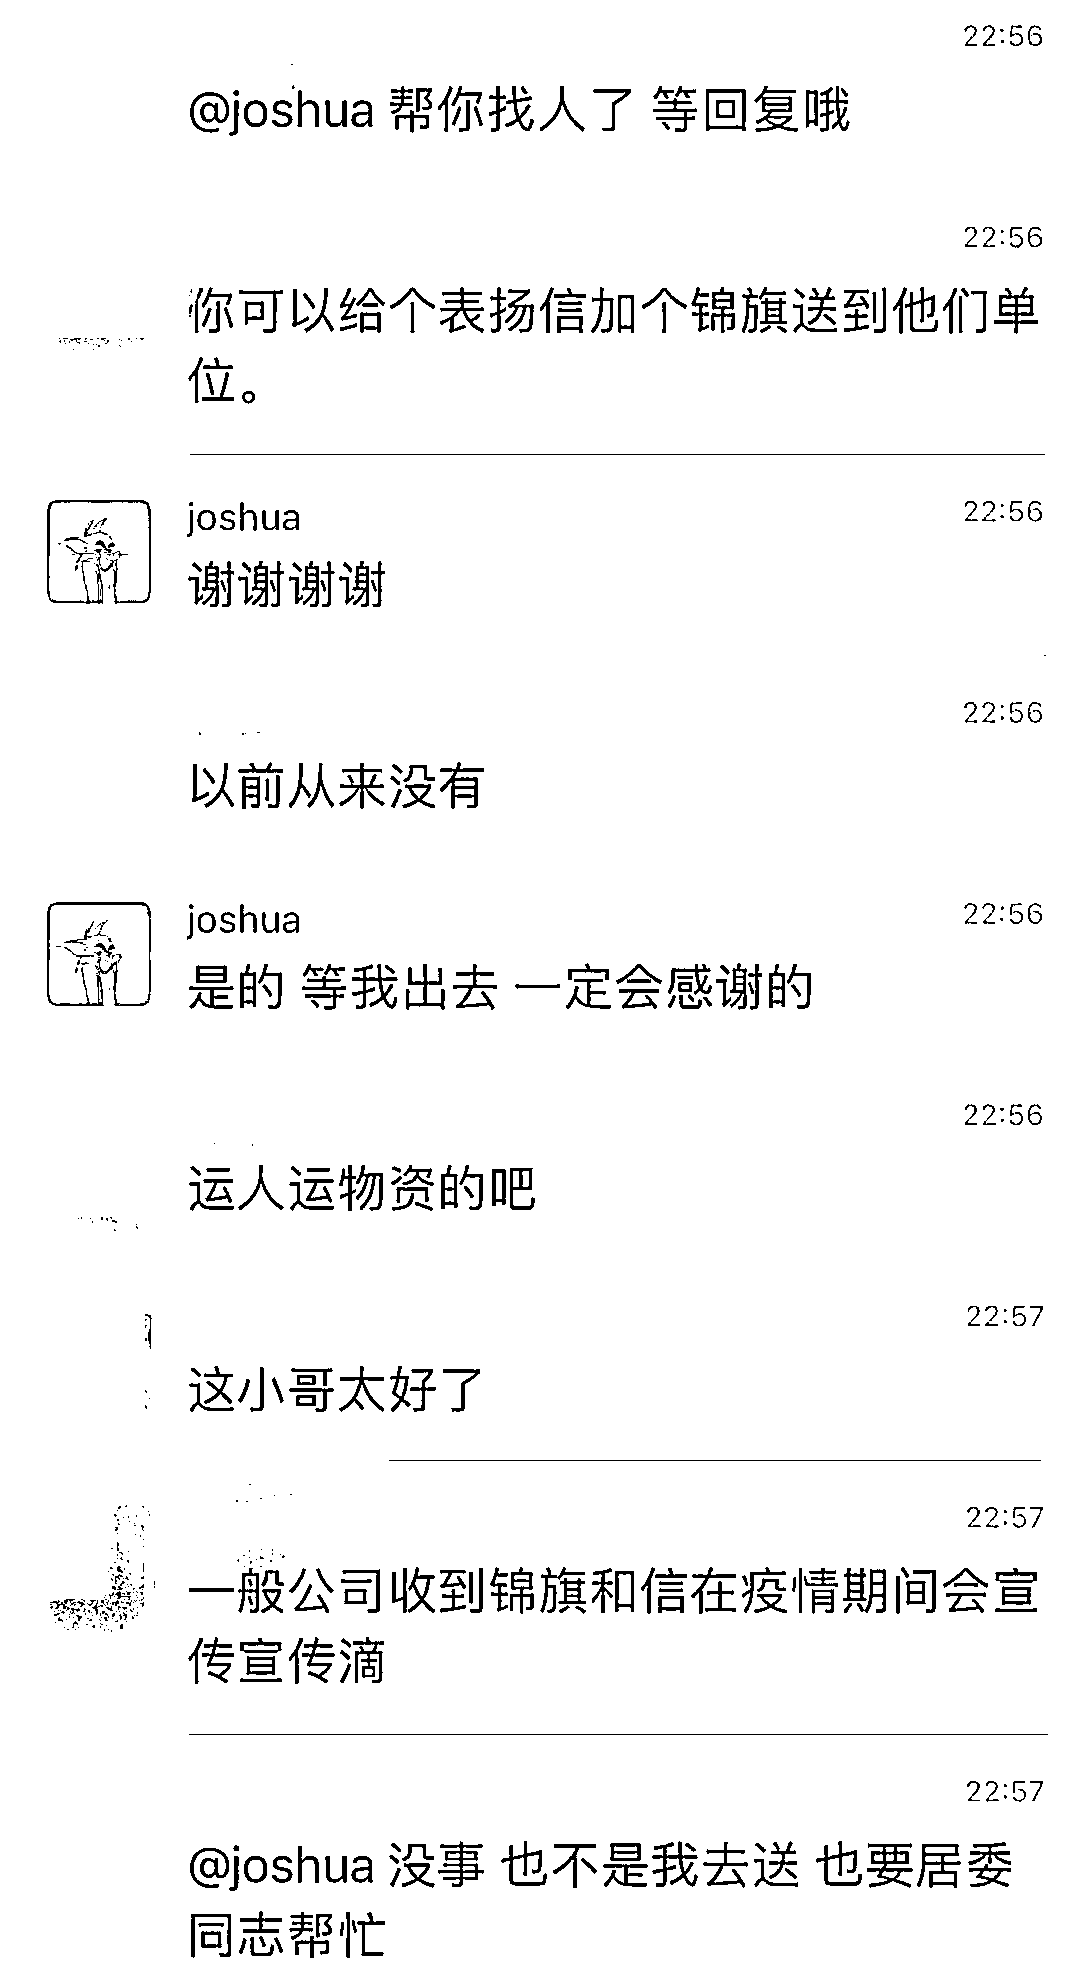 22:56
@joshua 帮你找人了 等回复哦
22:56
你可以给个表扬信加个锦旗送到他们单
位。
joshua 22:56
谢谢谢谢
22:56
以前从来没有
joshua 22:56
是的 等我出去 一定会感谢的
22:56
运人运物资的吧
22:57
这小哥太好了
22:57
一般公司收到锦旗和信在疫情期间会宣
传宣传滴
22:57
@joshua 没事 也不是我去送 也要居委
同志帮忙